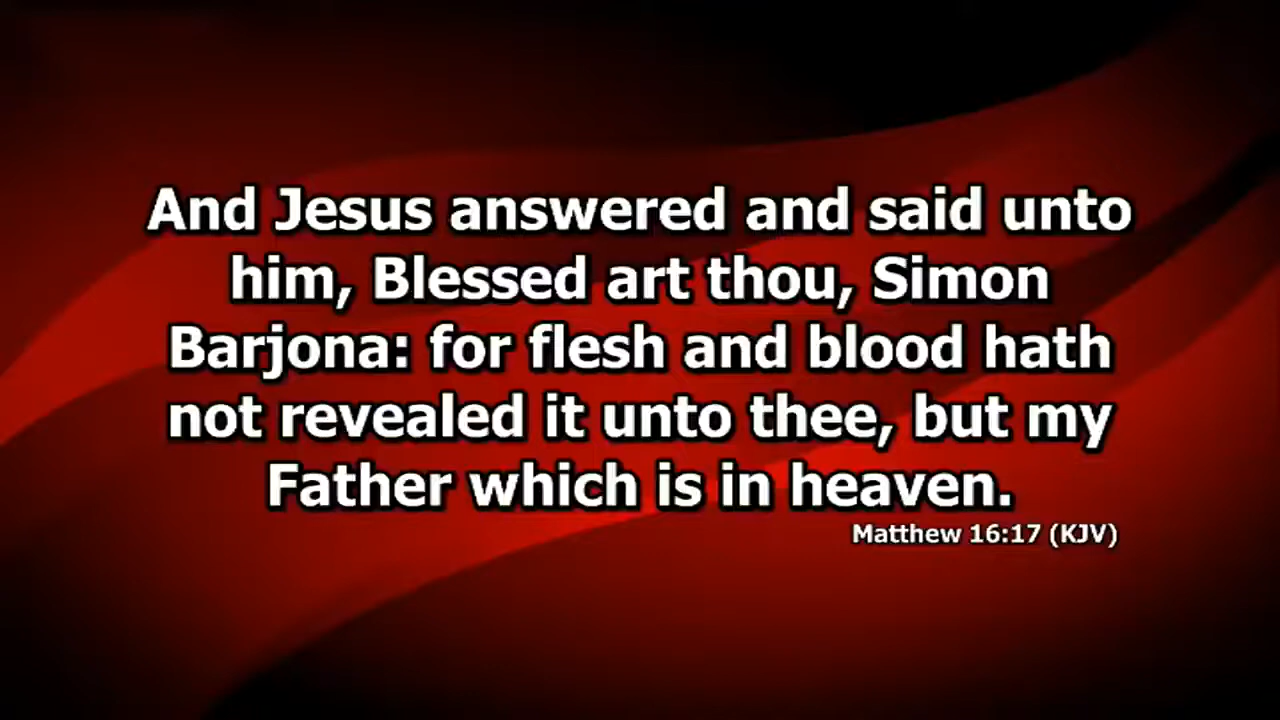 And Jesus answered and said unto
him, Blessed art thou, Simon
Barjona: for flesh and blood hath
not revealed it unto thee, but my
Father which is in heaven.
Matthew 16:17 (KJV)